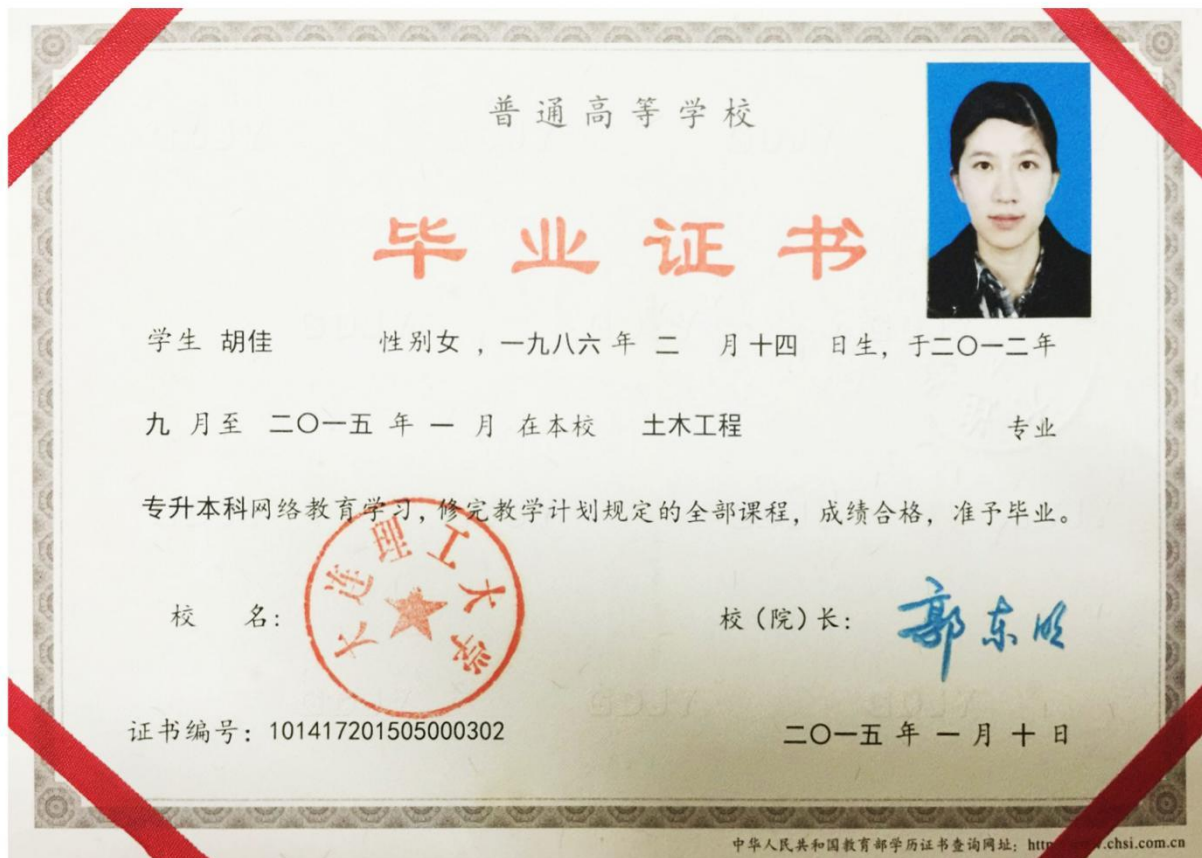 普通高等学校
毕业证书
学生 胡佳 性别女 ，一九八六 年 二 月十四 日生，于二〇一二年
九 月至 二〇一五 年 一 月 在本校 土木工程 专业
专升本科网络教育学习，修完教学计划规定的全部课程，成绩合格，准予毕业。
大连理工大学
校 名： 校（院）长： 郭东明
证书编号：101417201505000302 二〇一五 年 一 月 十 日
中华人民共和国教育部学历证书查询网址：http .chsi.com.cn